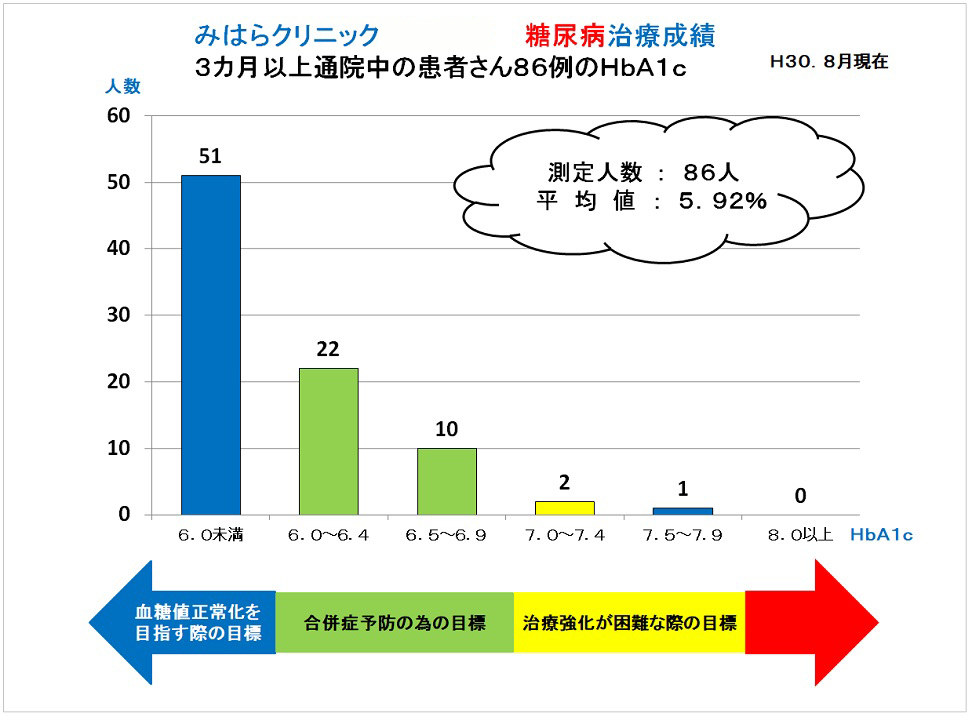 みはらクリニック 糖尿病治療成績
３カ月以上通院中の患者さん８６例のＨｂＡ１ｃ
Ｈ３０．８月現在
人数
60
50
40
30
20
10
0
51
22
10
2
1
0
測定人数 ： ８６人
平 均 値 ： ５．９２％
６．０未満 ６．０～６．４ ６．５～６．９ ７．０～７．４ ７．５～７．９ ８．０以上 ＨｂＡ１ｃ
血糖値正常化を
目指す際の目標
合併症予防の為の目標
治療強化が困難な際の目標